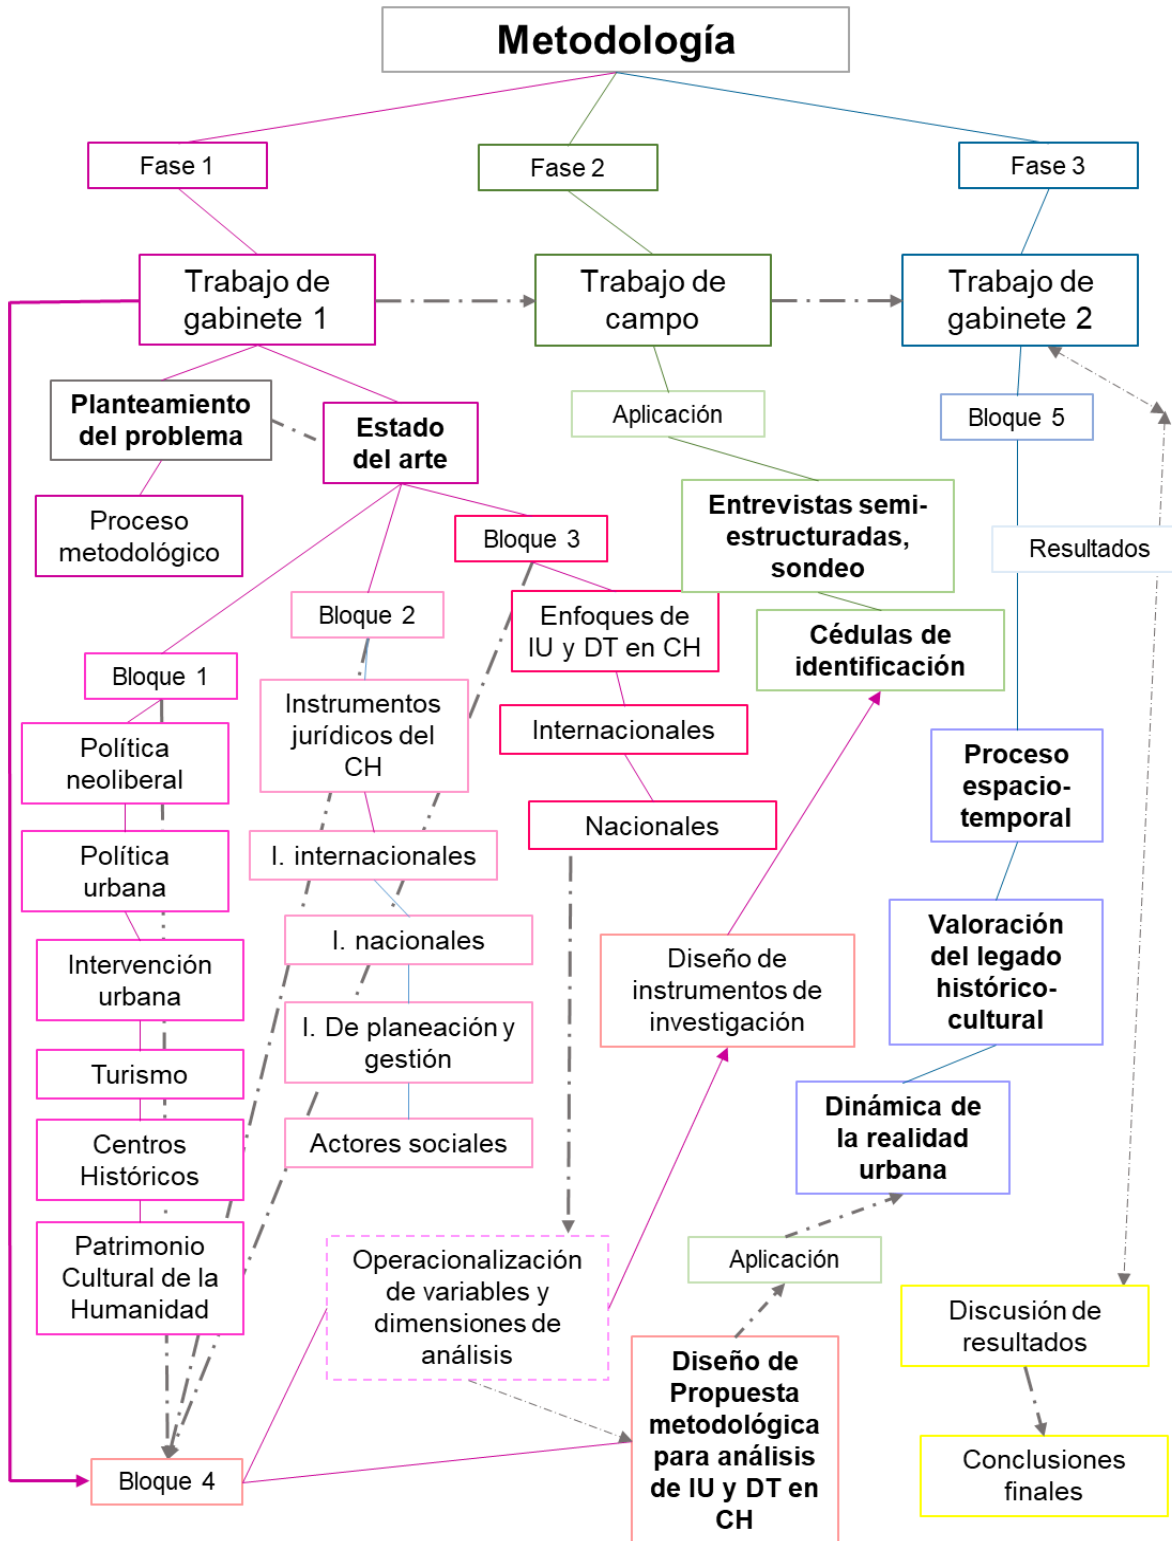 Metodología
Fase 1
Fase 2
Fase 3
Trabajo de
gabinete 1
Trabajo de
campo
Trabajo de
gabinete 2
Planteamiento
del problema
Estado
del arte
Proceso
metodológico
Aplicación
Bloque 5
Entrevistas semi-
estructuradas,
sondeo
Resultados
Bloque 3
Bloque 2
Enfoques de
IU y DT en CH
Cédulas de
identificación
Bloque 1
Instrumentos
jurídicos del
CH
Internacionales
Política
neoliberal
Proceso
espacio-
temporal
Nacionales
Política
urbana
I. internacionales
I. nacionales
Valoración
del legado
histórico-
cultural
Intervención
urbana
Diseño de
instrumentos de
investigación
I. De planeación y
gestión
Turismo
Dinámica de
la realidad
urbana
Centros
Históricos
Actores sociales
Patrimonio
Cultural de la
Humanidad
Operacionalización
de variables y
dimensiones de
análisis
Aplicación
Discusión de
resultados
Diseño de
Propuesta
metodológica
para análisis
de IU y DT en
CH
Bloque 4
Conclusiones
finales